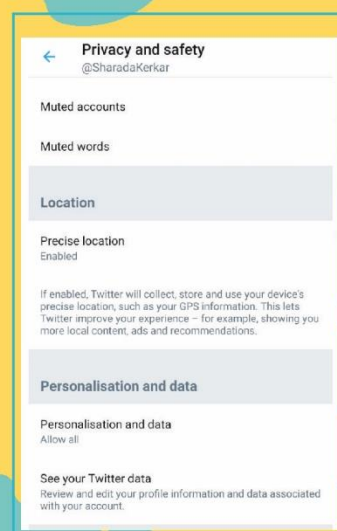 Privacy and safety
@SharadaKerkar
Muted accounts
Muted words
Location
Precise location
Enabled
If enabled, Twitter will collect, store and use your device's
precise location, such as your GPS information. This lets
Twitter improve your experience – for example, showing you
more local content, ads and recommendations.
Personalisation and data
Personalisation and data
Allow all
See your Twitter data
Review and edit your profile information and data associated
with your account.